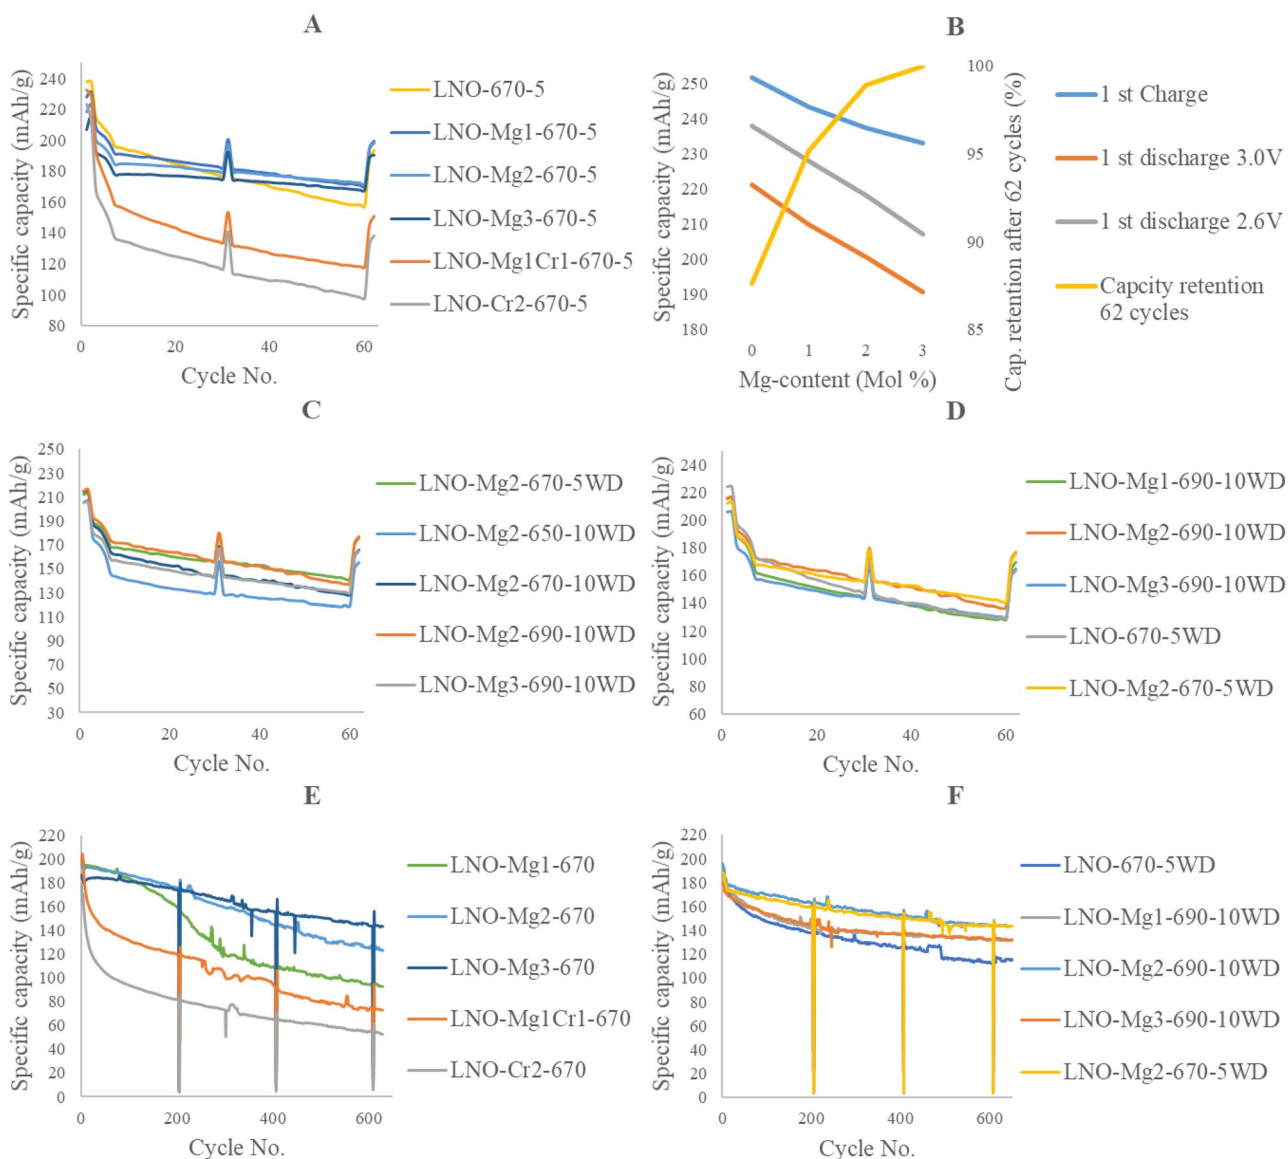 A
Specific capacity (mAh/g)
240
220
200
180
160
140
120
100
80
0
20
40
60
Cycle No.
LNO-670-5
LNO-Mg1-670-5
LNO-Mg2-670-5
LNO-Mg3-670-5
LNO-Mg1Cr1-670-5
LNO-Cr2-670-5
B
Specific capacity (mAh/g)
250
240
230
220
210
200
190
180
0
1
2
3
Mg-content (Mol %)
100
95
90
85
Cap. retention after 62 cycles (%)
1 st Charge
1 st discharge 3.0V
1 st discharge 2.6V
Capcity retention
62 cycles
C
Specific capacity (mAh/g)
250
230
210
190
170
150
130
110
90
70
50
30
0
20
40
60
Cycle No.
LNO-Mg2-670-5WD
LNO-Mg2-650-10WD
LNO-Mg2-670-10WD
LNO-Mg2-690-10WD
LNO-Mg3-690-10WD
D
Specific capacity (mAh/g)
240
220
200
180
160
140
120
100
80
60
0
20
40
60
Cycle No.
LNO-Mg1-690-10WD
LNO-Mg2-690-10WD
LNO-Mg3-690-10WD
LNO-670-5WD
LNO-Mg2-670-5WD
E
Specific capacity (mAh/g)
220
200
180
160
140
120
100
80
60
40
20
0
0
200
400
600
Cycle No.
LNO-Mg1-670
LNO-Mg2-670
LNO-Mg3-670
LNO-Mg1Cr1-670
LNO-Cr2-670
F
Specific capacity (mAh/g)
220
200
180
160
140
120
100
80
60
40
20
0
0
200
400
600
Cycle No.
LNO-670-5WD
LNO-Mg1-690-10WD
LNO-Mg2-690-10WD
LNO-Mg3-690-10WD
LNO-Mg2-670-5WD